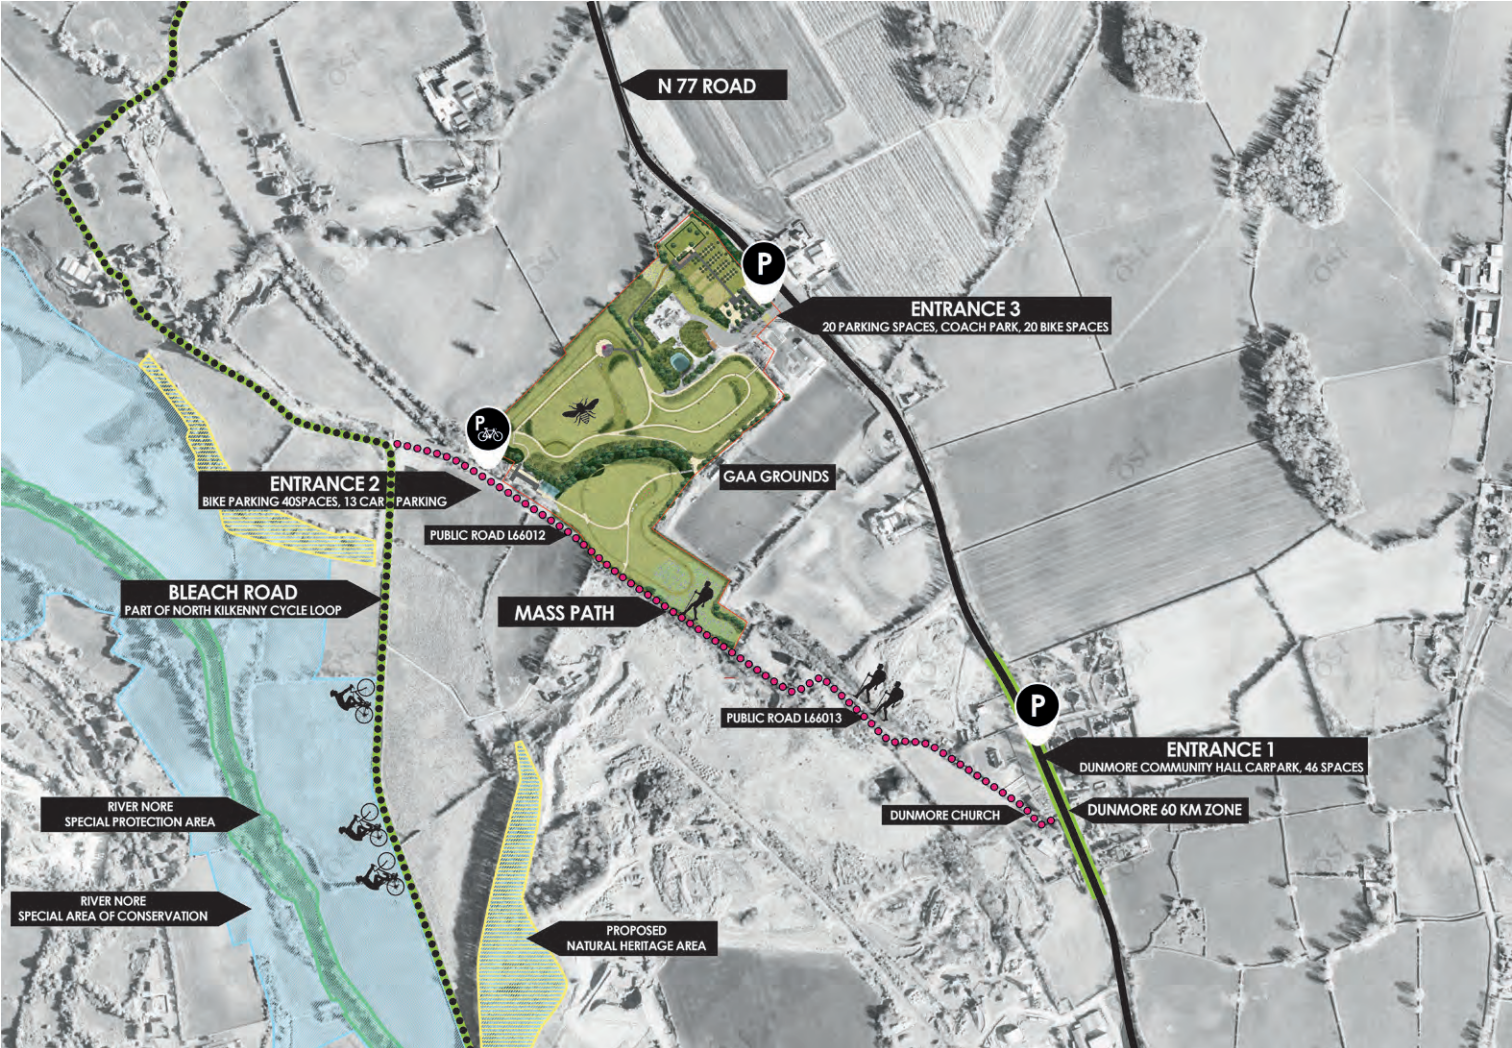 N 77 ROAD
P
ENTRANCE 3
20 PARKING SPACES, COACH PARK, 20 BIKE SPACES
P
GAA GROUNDS
ENTRANCE 2
BIKE PARKING 40SPACES, 13 CAR PARKING
PUBLIC ROAD L66012
BLEACH ROAD
PART OF NORTH KILKENNY CYCLE LOOP
MASS PATH
P
PUBLIC ROAD L66013
ENTRANCE 1
DUNMORE COMMUNITY HALL CARPARK, 46 SPACES
RIVER NORE
SPECIAL PROTECTION AREA
DUNMORE CHURCH
DUNMORE 60 KM ZONE
RIVER NORE
SPECIAL AREA OF CONSERVATION
PROPOSED
NATURAL HERITAGE AREA